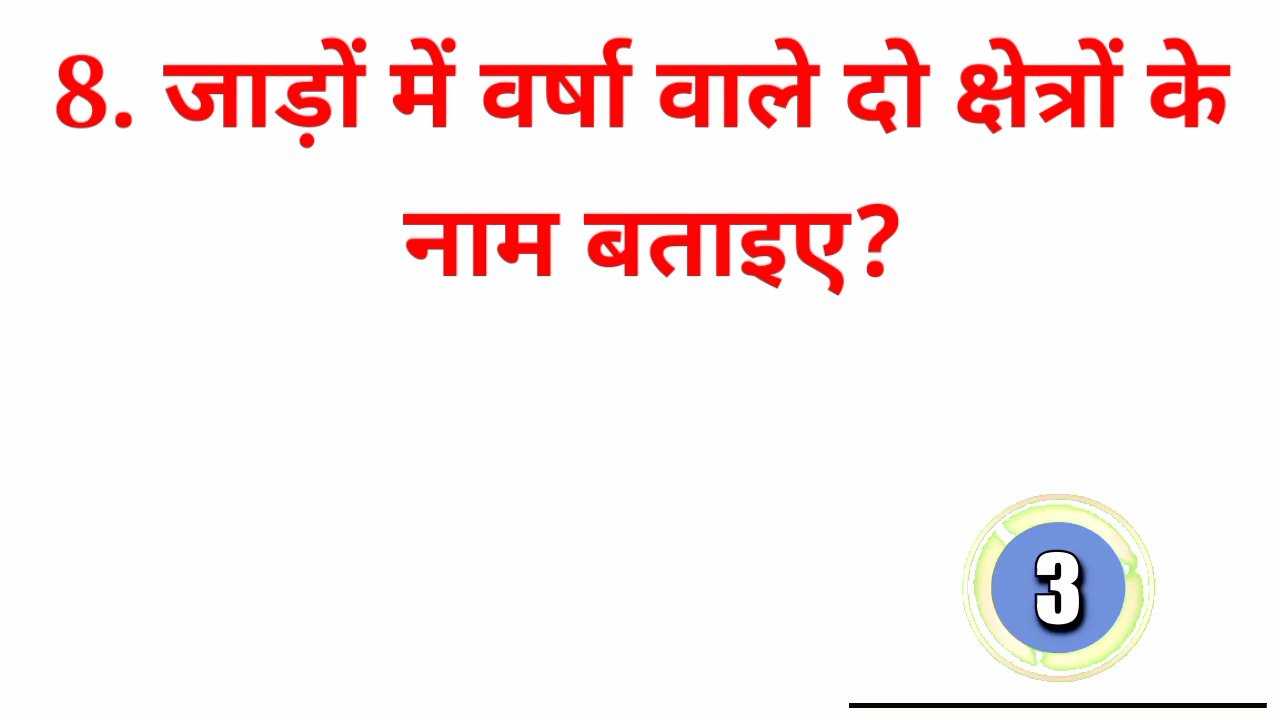 8. जाड़ों में वर्षा वाले दो क्षेत्रों के
नाम बताइए?
3